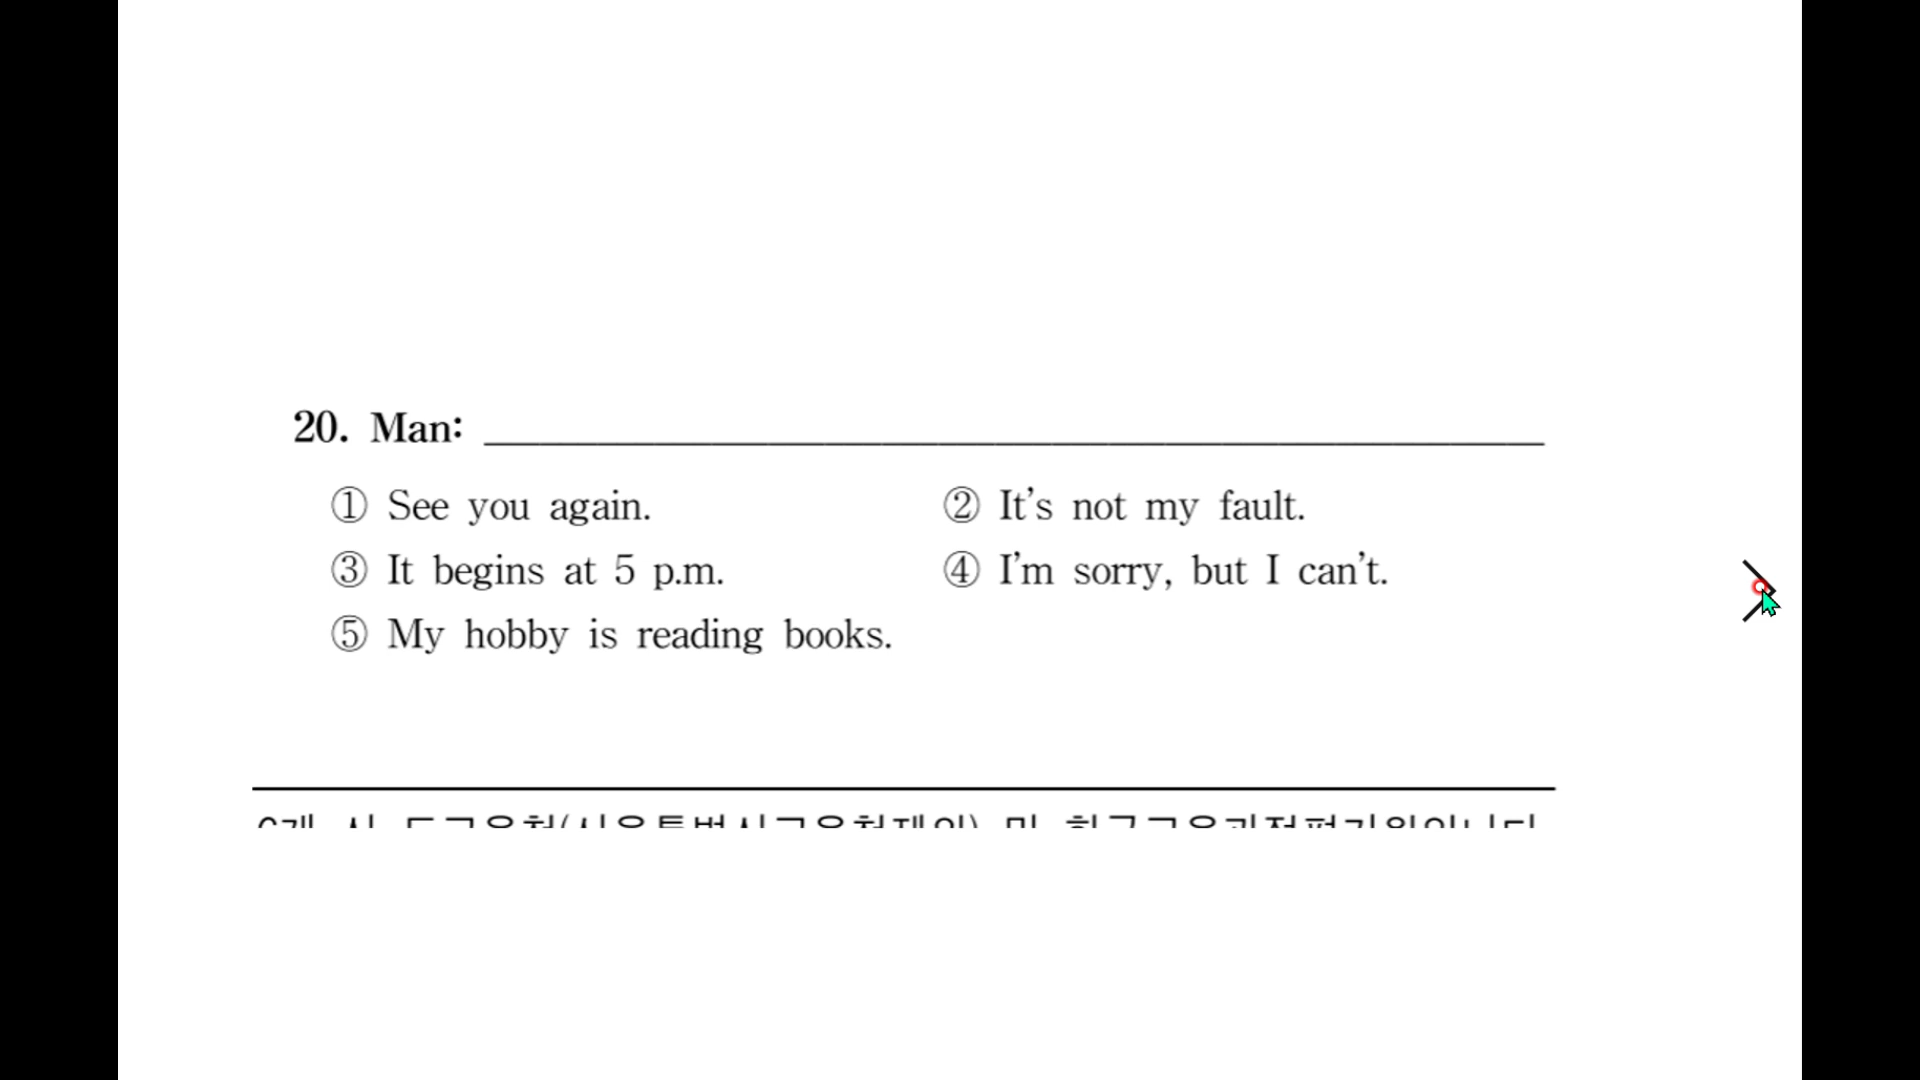 20. Man: ______________________________
① See you again. ② It's not my fault.
③ It begins at 5 p.m. ④ I'm sorry, but I can't.
⑤ My hobby is reading books.